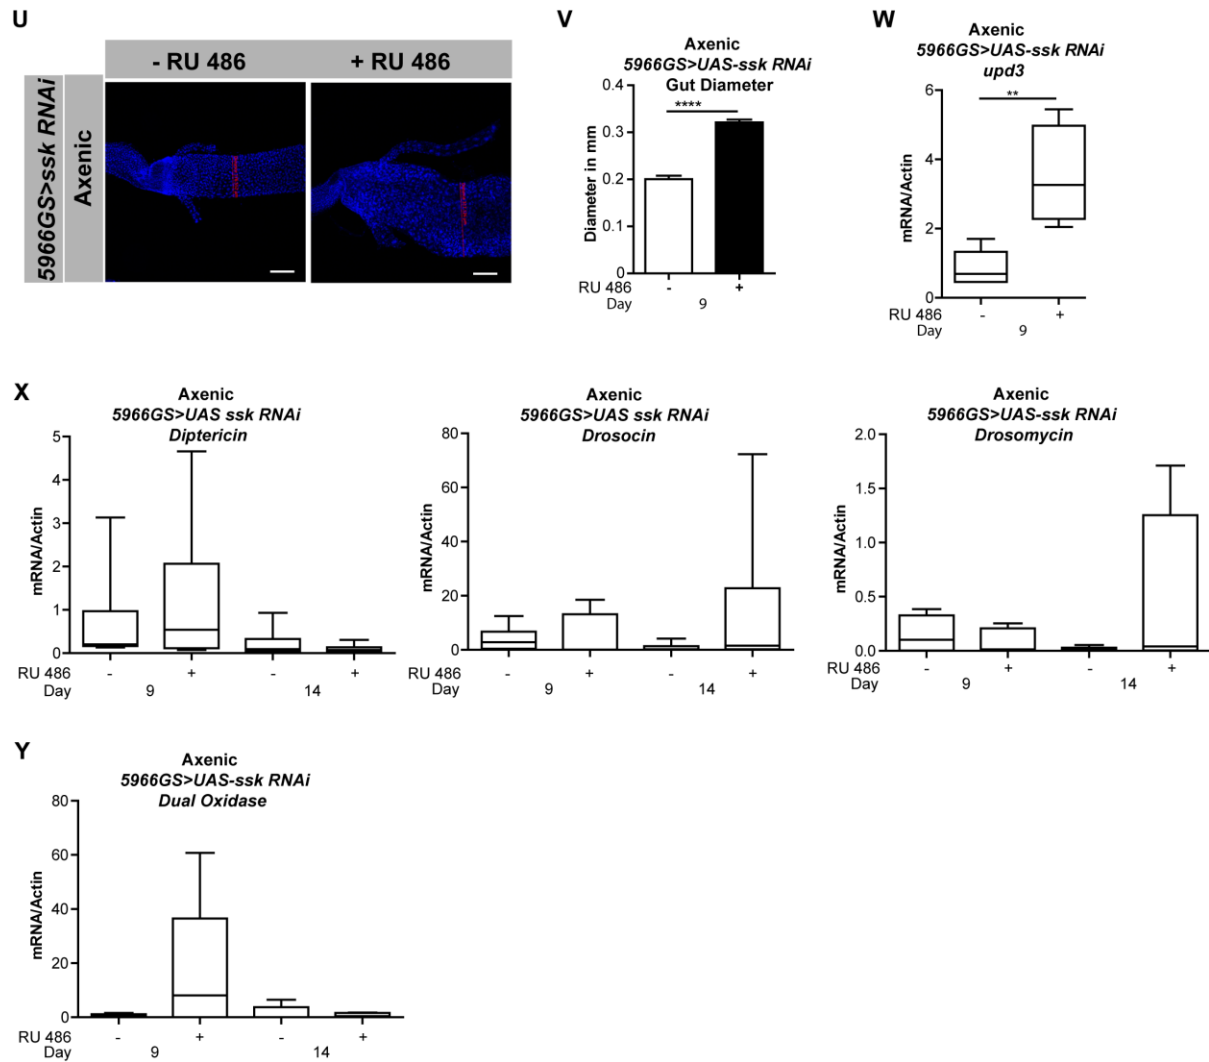 U
- RU 486
+ RU 486
5966GS>ssk RNAi
Axenic
V
Axenic
5966GS>UAS-ssk RNAi
Gut Diameter
Diameter in mm
0.4
0.3
0.2
0.1
0
****
RU 486
- +
Day
9
W
Axenic
5966GS>UAS-ssk RNAi
upd3
mRNA/Actin
6
4
2
0
**
RU 486
- +
Day
9
X
Axenic
5966GS>UAS ssk RNAi
Diptericin
mRNA/Actin
5
4
3
2
1
0
RU 486
- + - +
Day
9 14
Axenic
5966GS>UAS ssk RNAi
Drosocin
mRNA/Actin
80
60
40
20
0
RU 486
- + - +
Day
9 14
Axenic
5966GS>UAS-ssk RNAi
Drosomycin
mRNA/Actin
2.0
1.5
1.0
0.5
0.0
RU 486
- + - +
Day
9 14
Y
Axenic
5966GS>UAS-ssk RNAi
Dual Oxidase
mRNA/Actin
80
60
40
20
0
RU 486
- + - +
Day
9 14